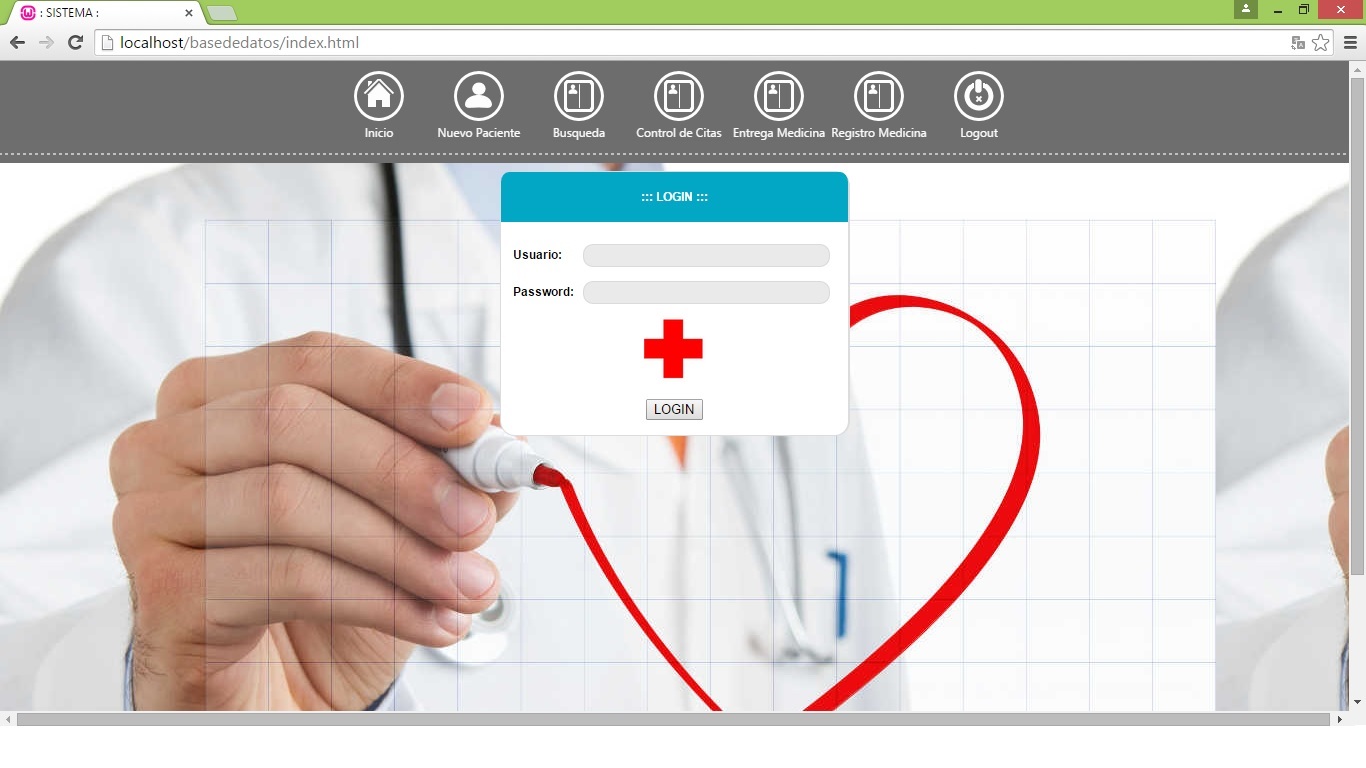 : SISTEMA :
localhost/basededatos/index.html
Inicio
Nuevo Paciente
Busqueda
Control de Citas
Entrega Medicina
Registro Medicina
Logout
::: LOGIN :::
Usuario:
Password:
LOGIN